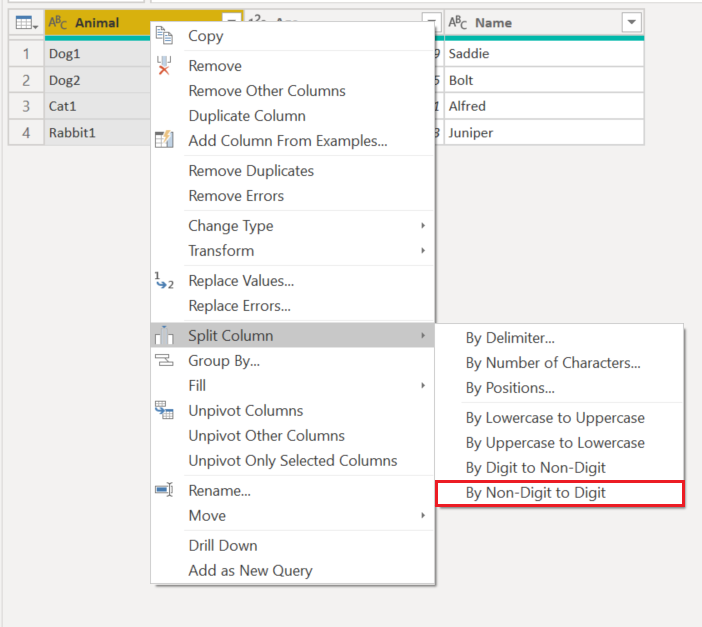 ABC Animal
ABC Name
1 Dog1 9 Saddie
2 Dog2 5 Bolt
3 Cat1 1 Alfred
4 Rabbit1 3 Juniper
Copy
Remove
Remove Other Columns
Duplicate Column
Add Column From Examples...
Remove Duplicates
Remove Errors
Change Type
Transform
1 2 Replace Values...
Replace Errors...
Split Column
Group By...
Fill
Unpivot Columns
Unpivot Other Columns
Unpivot Only Selected Columns
Rename...
Move
Drill Down
Add as New Query
By Delimiter...
By Number of Characters...
By Positions...
By Lowercase to Uppercase
By Uppercase to Lowercase
By Digit to Non-Digit
By Non-Digit to Digit